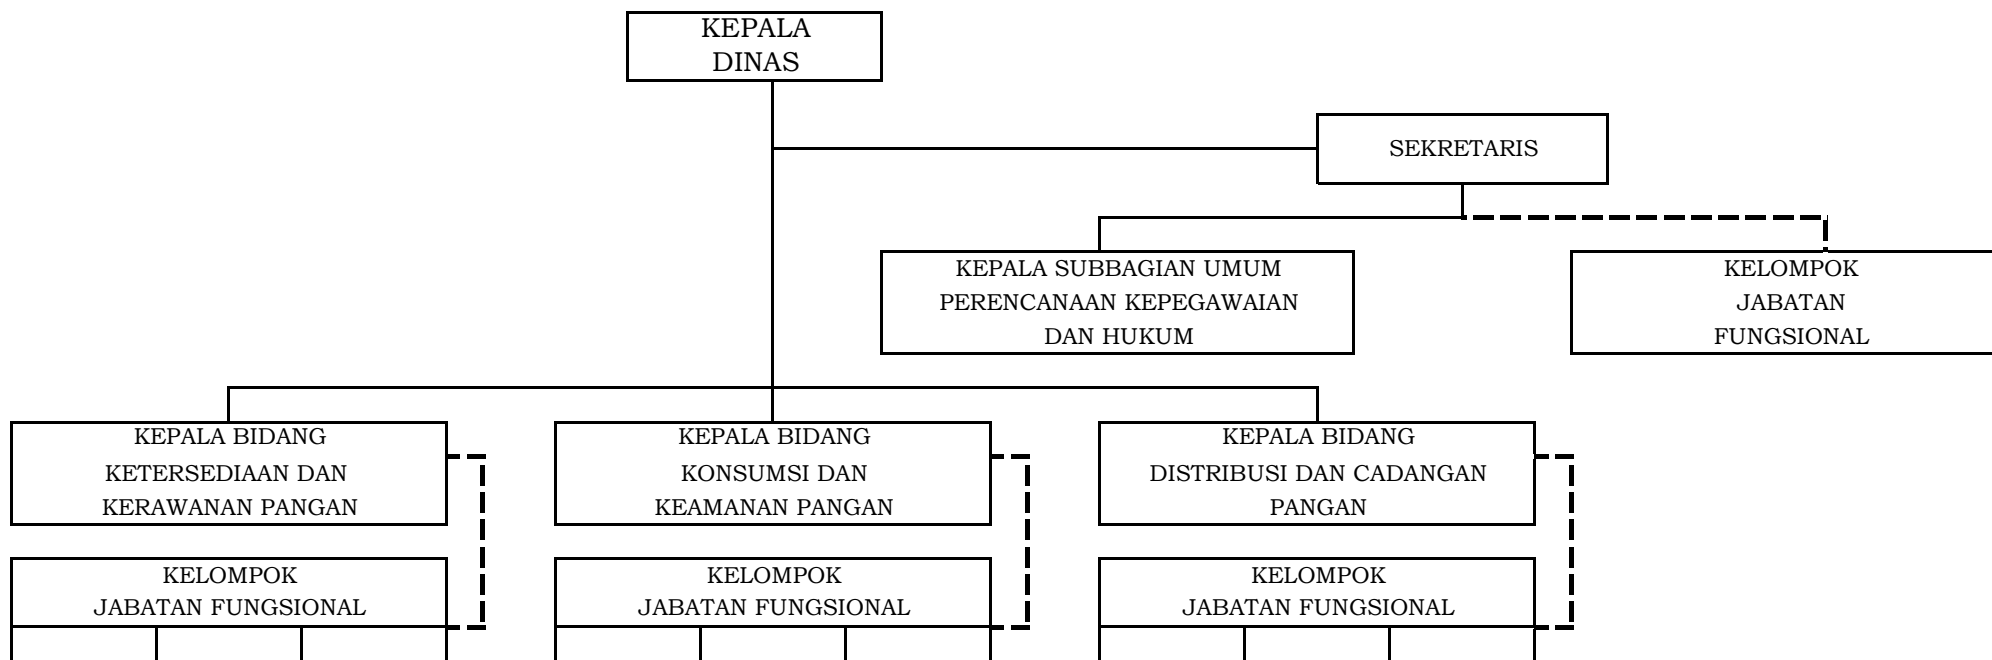 KEPALA
DINAS
SEKRETARIS
KEPALA SUBBAGIAN UMUM
PERENCANAAN KEPEGAWAIAN
DAN HUKUM
KELOMPOK
JABATAN
FUNGSIONAL
KEPALA BIDANG
KETERSEDIAAN DAN
KERAWANAN PANGAN
KEPALA BIDANG
KONSUMSI DAN
KEAMANAN PANGAN
KEPALA BIDANG
DISTRIBUSI DAN CADANGAN
PANGAN
KELOMPOK
JABATAN FUNGSIONAL
KELOMPOK
JABATAN FUNGSIONAL
KELOMPOK
JABATAN FUNGSIONAL